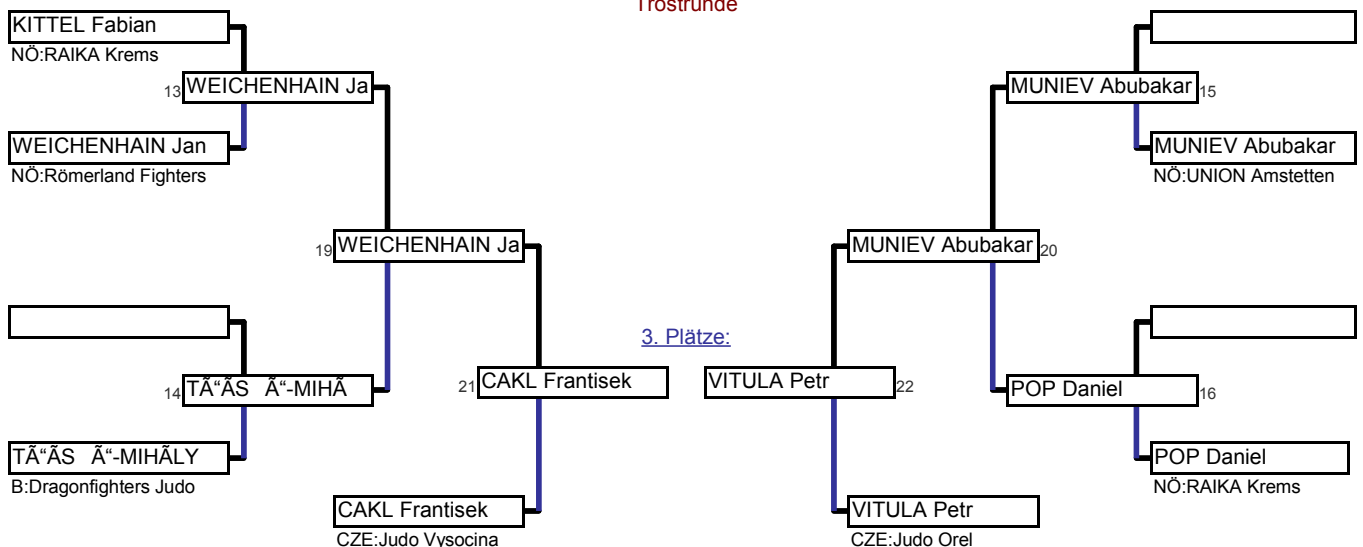 Trostrunde
KITTEL Fabian
NÖ:RAIKA Krems
13 WEICHENHAIN Ja
MUNIEV Abubakar 15
WEICHENHAIN Jan
NÖ:Römerland Fighters
MUNIEV Abubakar
NÖ:UNION Amstetten
19 WEICHENHAIN Ja
MUNIEV Abubakar 20
3. Plätze:
14 TÃ“ÃS Ã“-MIHÃ
21 CAKL Frantisek
VITULA Petr 22
POP Daniel 16
TÃ“ÃS Ã“-MIHÃLY
B:Dragonfighters Judo
POP Daniel
NÖ:RAIKA Krems
CAKL Frantisek
CZE:Judo Vysocina
VITULA Petr
CZE:Judo Orel